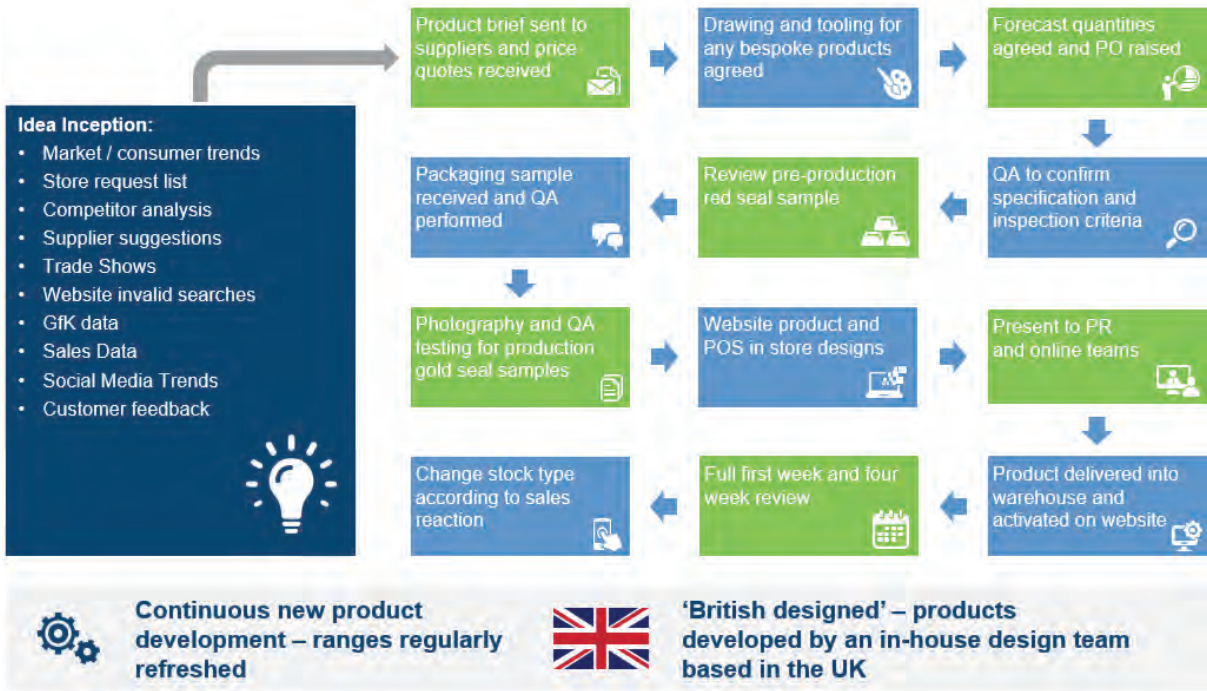 Product brief sent to
suppliers and price
quotes received
Drawing and tooling for
any bespoke products
agreed
Forecast quantities
agreed and PO raised
Idea Inception:
• Market / consumer trends
• Store request list
• Competitor analysis
• Supplier suggestions
• Trade Shows
• Website invalid searches
• GfK data
• Sales Data
• Social Media Trends
• Customer feedback
QA to confirm
specification and
inspection criteria
Review pre-production
red seal sample
Packaging sample
received and QA
performed
Photography and QA
testing for production
gold seal samples
Website product and
POS in store designs
Present to PR
and online teams
Product delivered into
warehouse and
activated on website
Full first week and four
week review
Change stock type
according to sales
reaction
Continuous new product
development – ranges regularly
refreshed
‘British designed’ – products
developed by an in-house design team
based in the UK